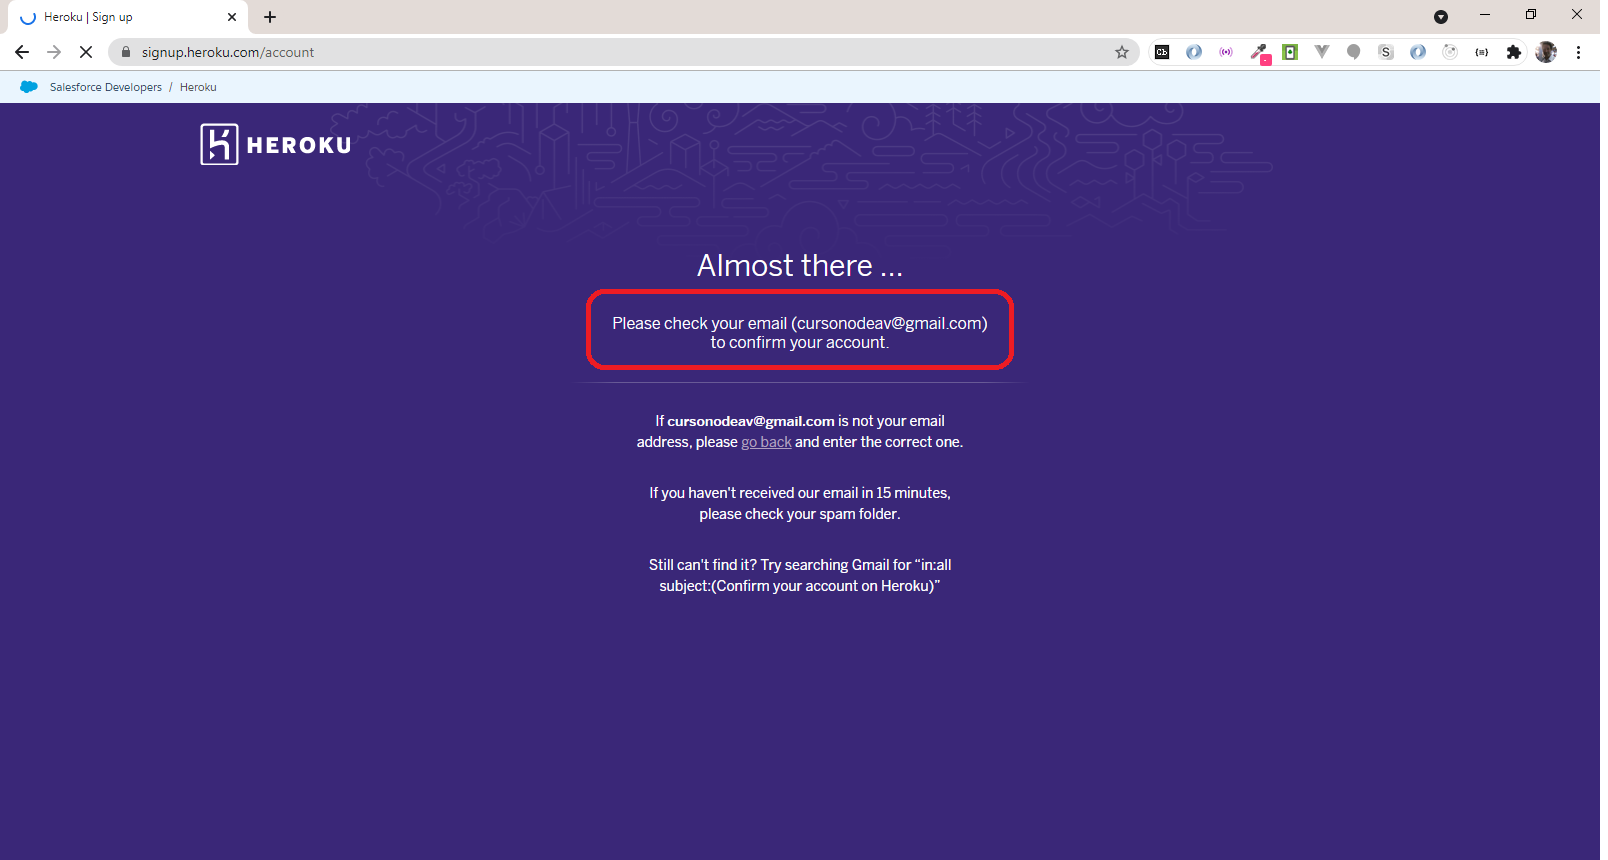 Heroku | Sign up
signup.heroku.com/account
Cb
S
Salesforce Developers / Heroku
HEROKU
Almost there ...
Please check your email (cursonodeav@gmail.com)
to confirm your account.
If cursonodeav@gmail.com is not your email
address, please go back and enter the correct one.
If you haven't received our email in 15 minutes,
please check your spam folder.
Still can't find it? Try searching Gmail for “in:all
subject:(Confirm your account on Heroku)”